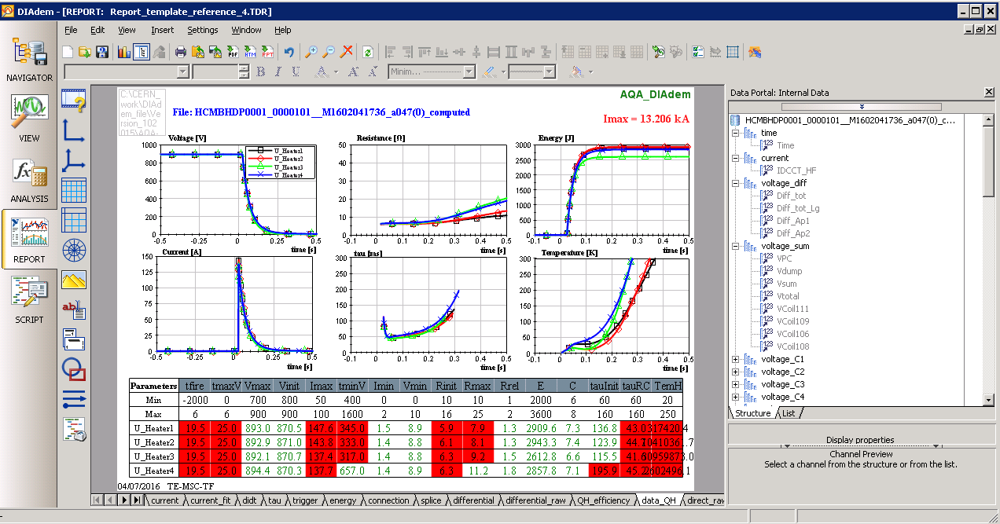 DIAdem - [REPORT: Report_template_reference_4.TDR]
File Edit View Insert Settings Window Help
NAVIGATOR
VIEW
ANALYSIS
REPORT
SCRIPT
Minim...
C:\CERN_
work\DIAd
em_file\Ve
rsion_102
015\AQA-
AQA_DIAdem
File: HCMBHDP0001_0000101__M1602041736_a047(0)_computed
Imax = 13.206 kA
Voltage [V]
1000
800
600
400
200
0
-0.5 -0.25 0 0.25 0.5
time [s]
U_Heater1
U_Heater2
U_Heater3
U_Heater4
Resistance [Ω]
50
40
30
20
10
0
-0.1 0 0.1 0.2 0.3 0.4 0.5
time [s]
Energy [J]
3000
2500
2000
1500
1000
500
0
-0.1 0 0.1 0.2 0.3 0.4 0.5
time [s]
Current [A]
150
125
100
75
50
25
0
-0.5 -0.25 0 0.25 0.5
time [s]
tau [ms]
300
250
200
150
100
50
0
-0.1 0 0.1 0.2 0.3 0.4 0.5
time [s]
Temperature [K]
300
250
200
150
100
50
0
-0.1 0 0.1 0.2 0.3 0.4 0.5
time [s]
Parameters tfire tmaxV Vmax Vinit Imax tminV Imin Vmin Rinit Rmax Rrel E C tauInit tauRC TemH
Min -2000 0 700 800 50 400 0 0 10 10 1 2000 6 60 60 20
Max 6 6 900 900 100 1600 2 10 16 25 2 3600 8 160 160 250
U_Heater1 19.5 25.0 893.0 870.5 147.6 345.0 1.5 8.9 5.9 7.9 1.3 2909.6 7.3 136.8
U_Heater2 19.5 25.0 892.9 871.0 143.8 333.0 1.4 8.8 6.1 8.1 1.3 2943.3 7.4 123.9
U_Heater3 19.5 25.0 892.1 870.7 137.4 317.0 1.4 8.8 6.3 9.2 1.5 2612.8 6.6 115.5
U_Heater4 19.5 25.0 894.4 870.3 137.7 657.0 1.4 8.9 6.3 11.2 1.8 2857.8 7.1 195.9
04/07/2016 TE-MSC-TF
current current_fit didt tau trigger energy connection splice differential differential_raw QH_efficiency data_QH direct_raw
Data Portal: Internal Data
HCMBHDP0001_0000101__M1602041736_a047(0)_c...
time
Time
current
IDCCT_HF
voltage_diff
Diff_tot
Diff_tot_Lg
Diff_Ap1
Diff_Ap2
voltage_sum
VPC
Vdump
Vsum
Vtotal
VCoil111
VCoil109
VCoil106
VCoil108
voltage_C1
voltage_C2
voltage_C3
voltage_C4
Structure List
Display properties
Channel Preview
Select a channel from the structure or from the list.